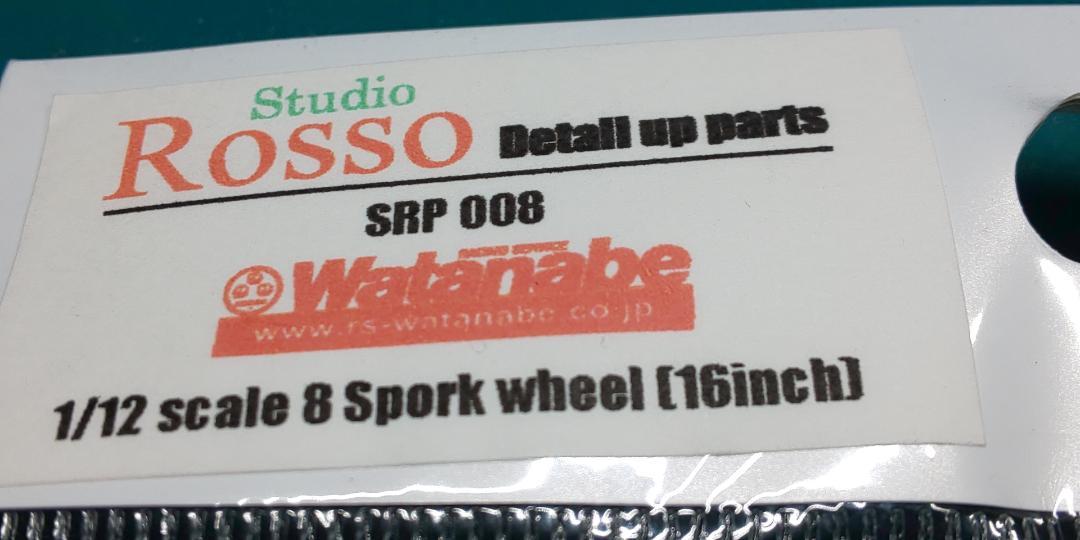 Studio
Rosso Detail up parts
SRP 008
RACING SERVICE
Watanabe
www.rs-watanabe.co.jp
1/12 scale 8 Spork wheel (16inch)